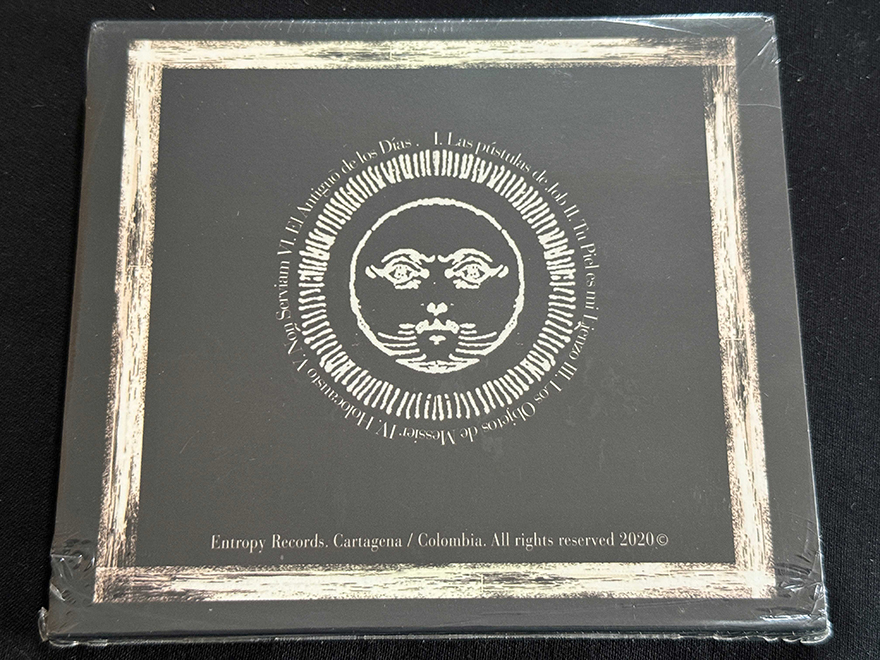 I. Las pústulas de Job II. Tu Piel es mi Lienzo III. Los Objetos de Messier IV. Holocausto V. Non Serviam VI. El Antiguo de los Días .
Entropy Records. Cartagena / Colombia. All rights reserved 2020©